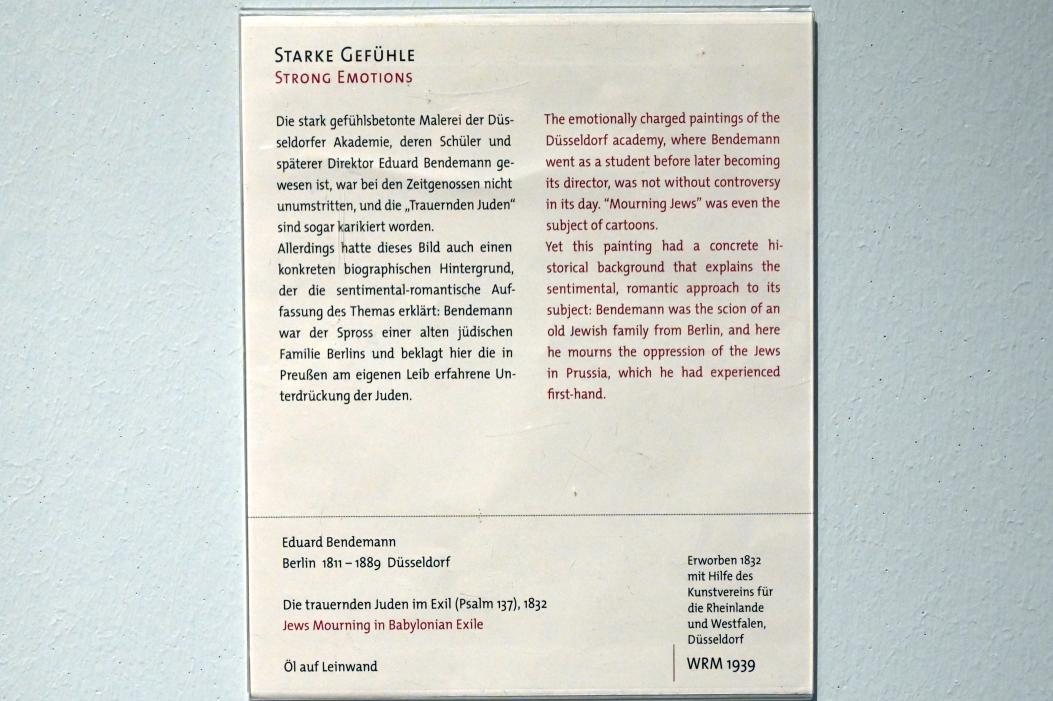 STARKE GEFÜHLE
STRONG EMOTIONS
Die stark gefühlsbetonte Malerei der Düs-
seldorfer Akademie, deren Schüler und
späterer Direktor Eduard Bendemann ge-
wesen ist, war bei den Zeitgenossen nicht
unumstritten, und die „Trauernden Juden“
sind sogar karikiert worden.
Allerdings hatte dieses Bild auch einen
konkreten biographischen Hintergrund,
der die sentimental-romantische Auf-
fassung des Themas erklärt: Bendemann
war der Spross einer alten jüdischen
Familie Berlins und beklagt hier die in
Preußen am eigenen Leib erfahrene Un-
terdrückung der Juden.
The emotionally charged paintings of the
Düsseldorf academy, where Bendemann
went as a student before later becoming
its director, was not without controversy
in its day. “Mourning Jews” was even the
subject of cartoons.
Yet this painting had a concrete hi-
storical background that explains the
sentimental, romantic approach to its
subject: Bendemann was the scion of an
old Jewish family from Berlin, and here
he mourns the oppression of the Jews
in Prussia, which he had experienced
first-hand.
Eduard Bendemann
Berlin 1811 – 1889 Düsseldorf
Die trauernden Juden im Exil (Psalm 137), 1832
Jews Mourning in Babylonian Exile
Öl auf Leinwand
Erworben 1832
mit Hilfe des
Kunstvereins für
die Rheinlande
und Westfalen,
Düsseldorf
WRM 1939